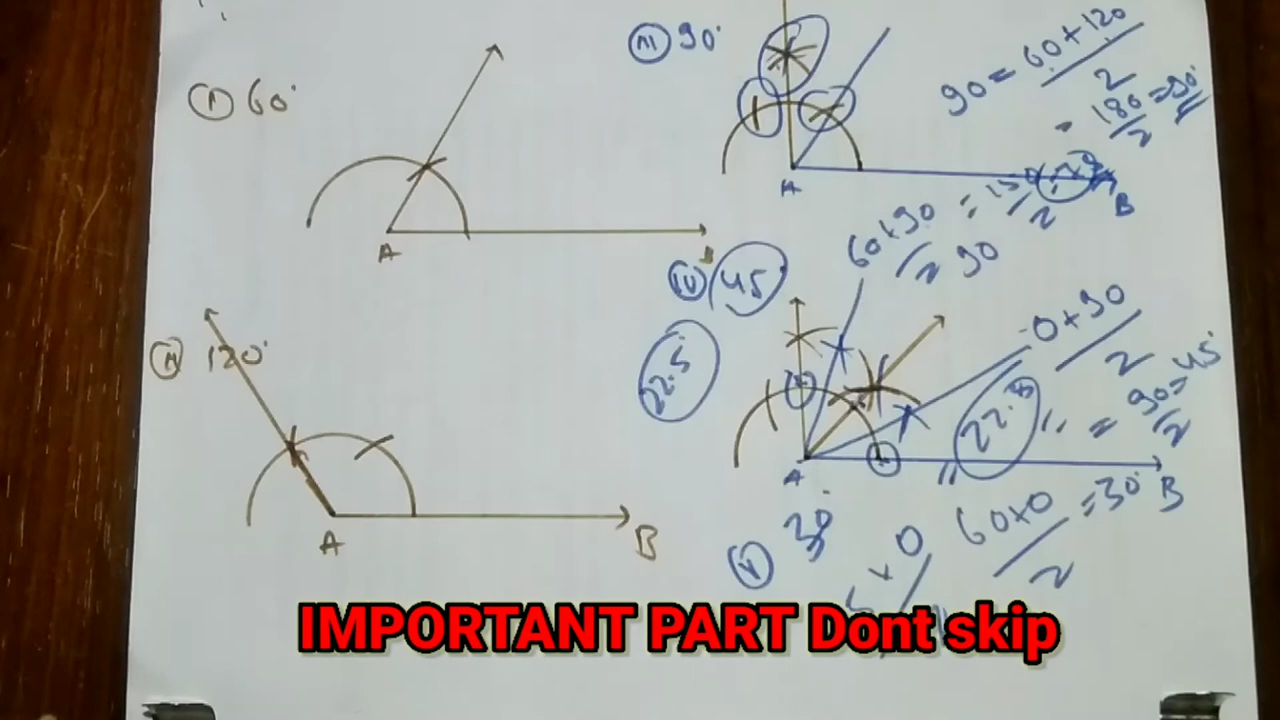 (I) 60°
A
(II) 120°
A B
(III) 90°
90 = 60+120/2
= 180/2 = 90°
A B
(IV) 45°
22.5
60+90/2
90
0+90/2
= 90/2 = 45°
22.5
A B
(V) 30°
60+0/2 = 30°
IMPORTANT PART Dont skip